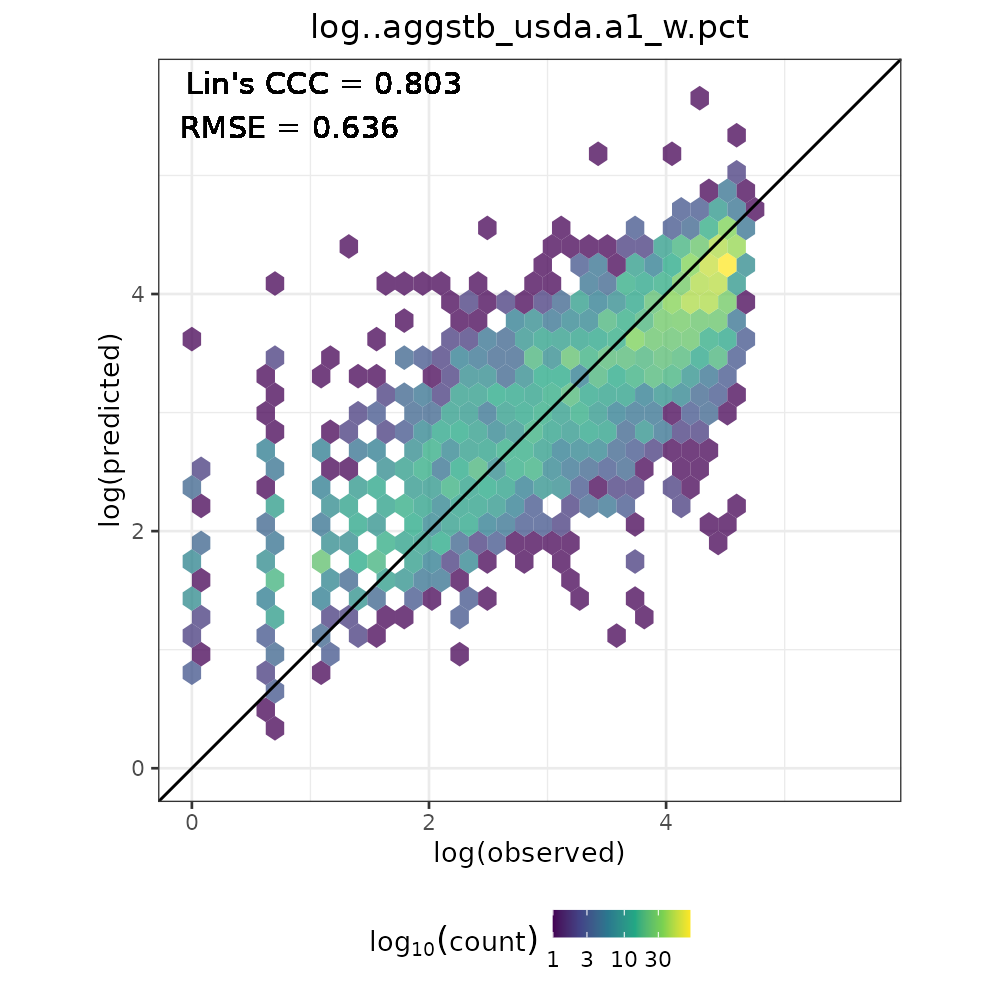 log..aggstb_usda.a1_w.pct
Lin's CCC = 0.803
RMSE = 0.636
log(predicted)
4
2
0
0 2 4
log(observed)
log10(count)
1 3 10 30